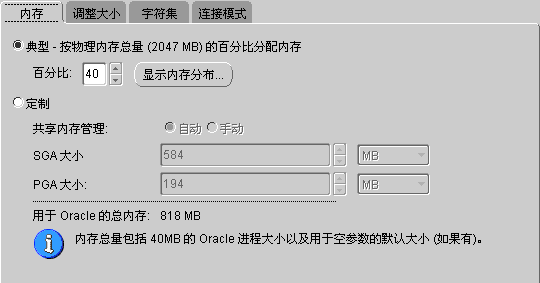 内存 调整大小 字符集 连接模式
典型 - 按物理内存总量 (2047 MB) 的百分比分配内存
百分比: 40 显示内存分布...
定制
共享内存管理: 自动 手动
SGA 大小 584 MB
PGA 大小: 194 MB
用于 Oracle 的总内存: 818 MB
内存总量包括 40MB 的 Oracle 进程大小以及用于空参数的默认大小 (如果有)。